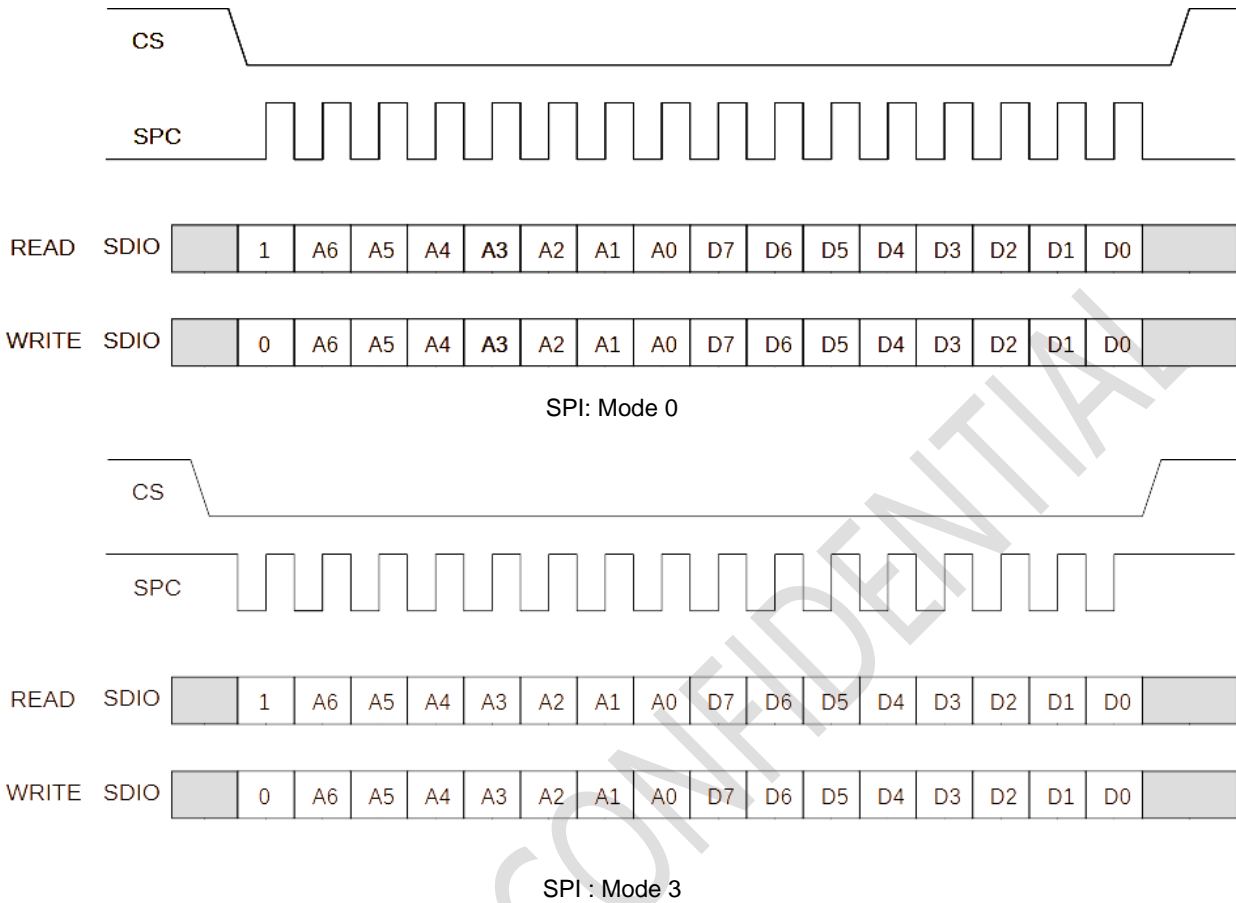 CS
SPC
READ SDIO 1 A6 A5 A4 A3 A2 A1 A0 D7 D6 D5 D4 D3 D2 D1 D0
WRITE SDIO 0 A6 A5 A4 A3 A2 A1 A0 D7 D6 D5 D4 D3 D2 D1 D0
SPI: Mode 0
CS
SPC
READ SDIO 1 A6 A5 A4 A3 A2 A1 A0 D7 D6 D5 D4 D3 D2 D1 D0
WRITE SDIO 0 A6 A5 A4 A3 A2 A1 A0 D7 D6 D5 D4 D3 D2 D1 D0
SPI : Mode 3
CONFIDENTIAL